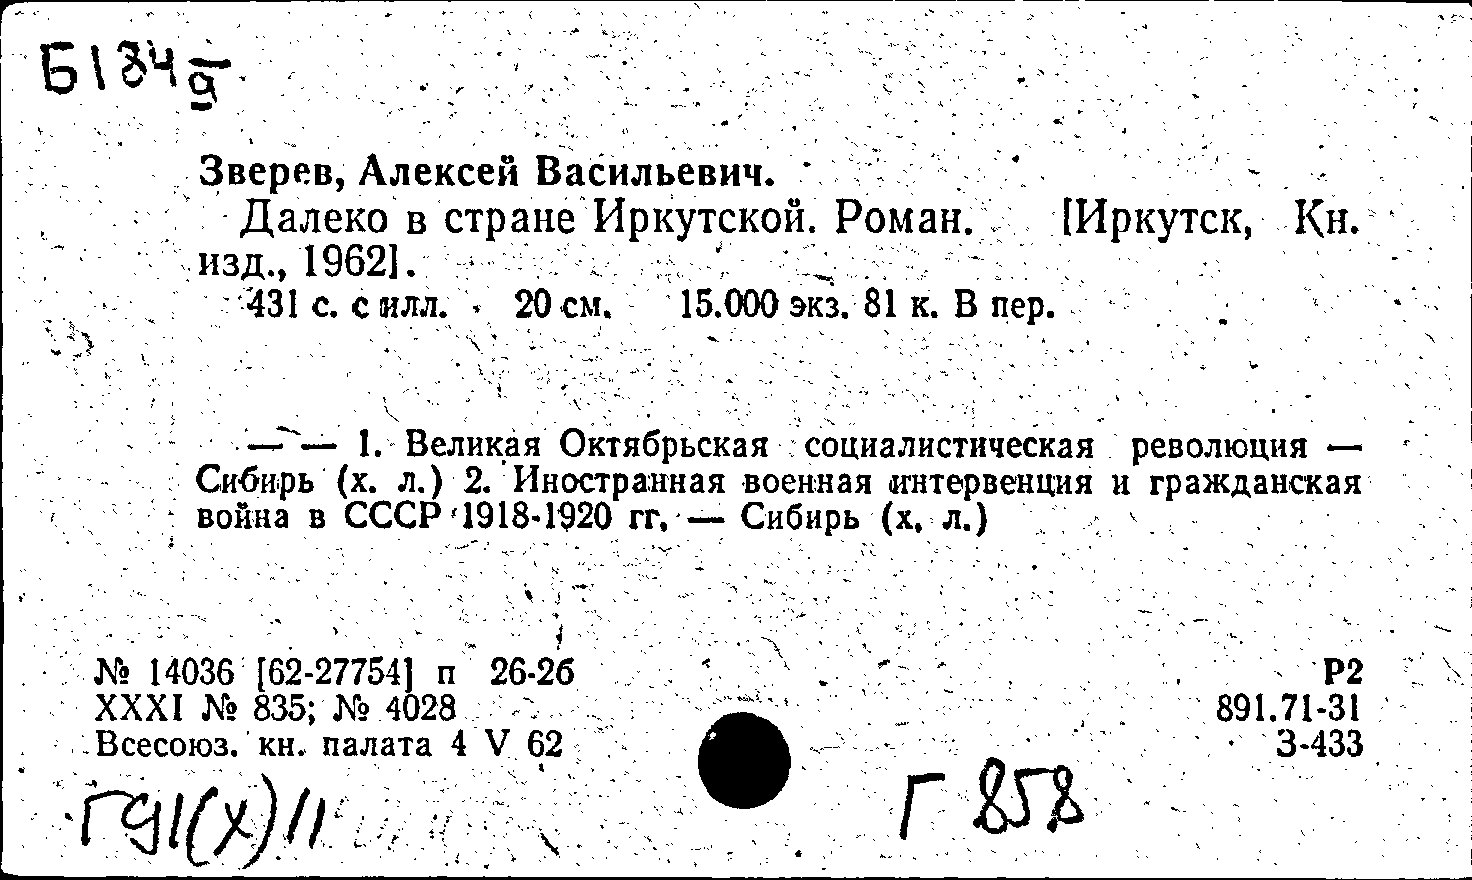 Б184
Зверев, Алексей Васильевич.
Далеко в стране Иркутской. Роман. [Иркутск, Кн.
изд., 1962].
431 с. с илл. 20 см. 15.000 экз. 81 к. В пер.
— — 1. Великая Октябрьская социалистическая революция —
Сибирь (х. л.) 2. Иностранная военная интервенция и гражданская
война в СССР 1918-1920 гг. — Сибирь (х. л.)
№ 14036 [62-27754] п 26-26
XXXI № 835; № 4028
Всесоюз. кн. палата 4 V 62
Р2
891.71-31
З-433
Г 858